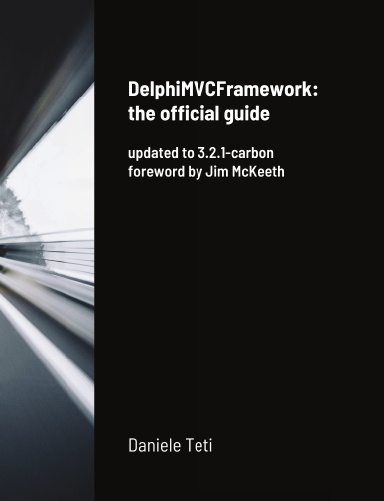 DelphiMVCFramework:
the official guide
updated to 3.2.1-carbon
foreword by Jim McKeeth
Daniele Teti